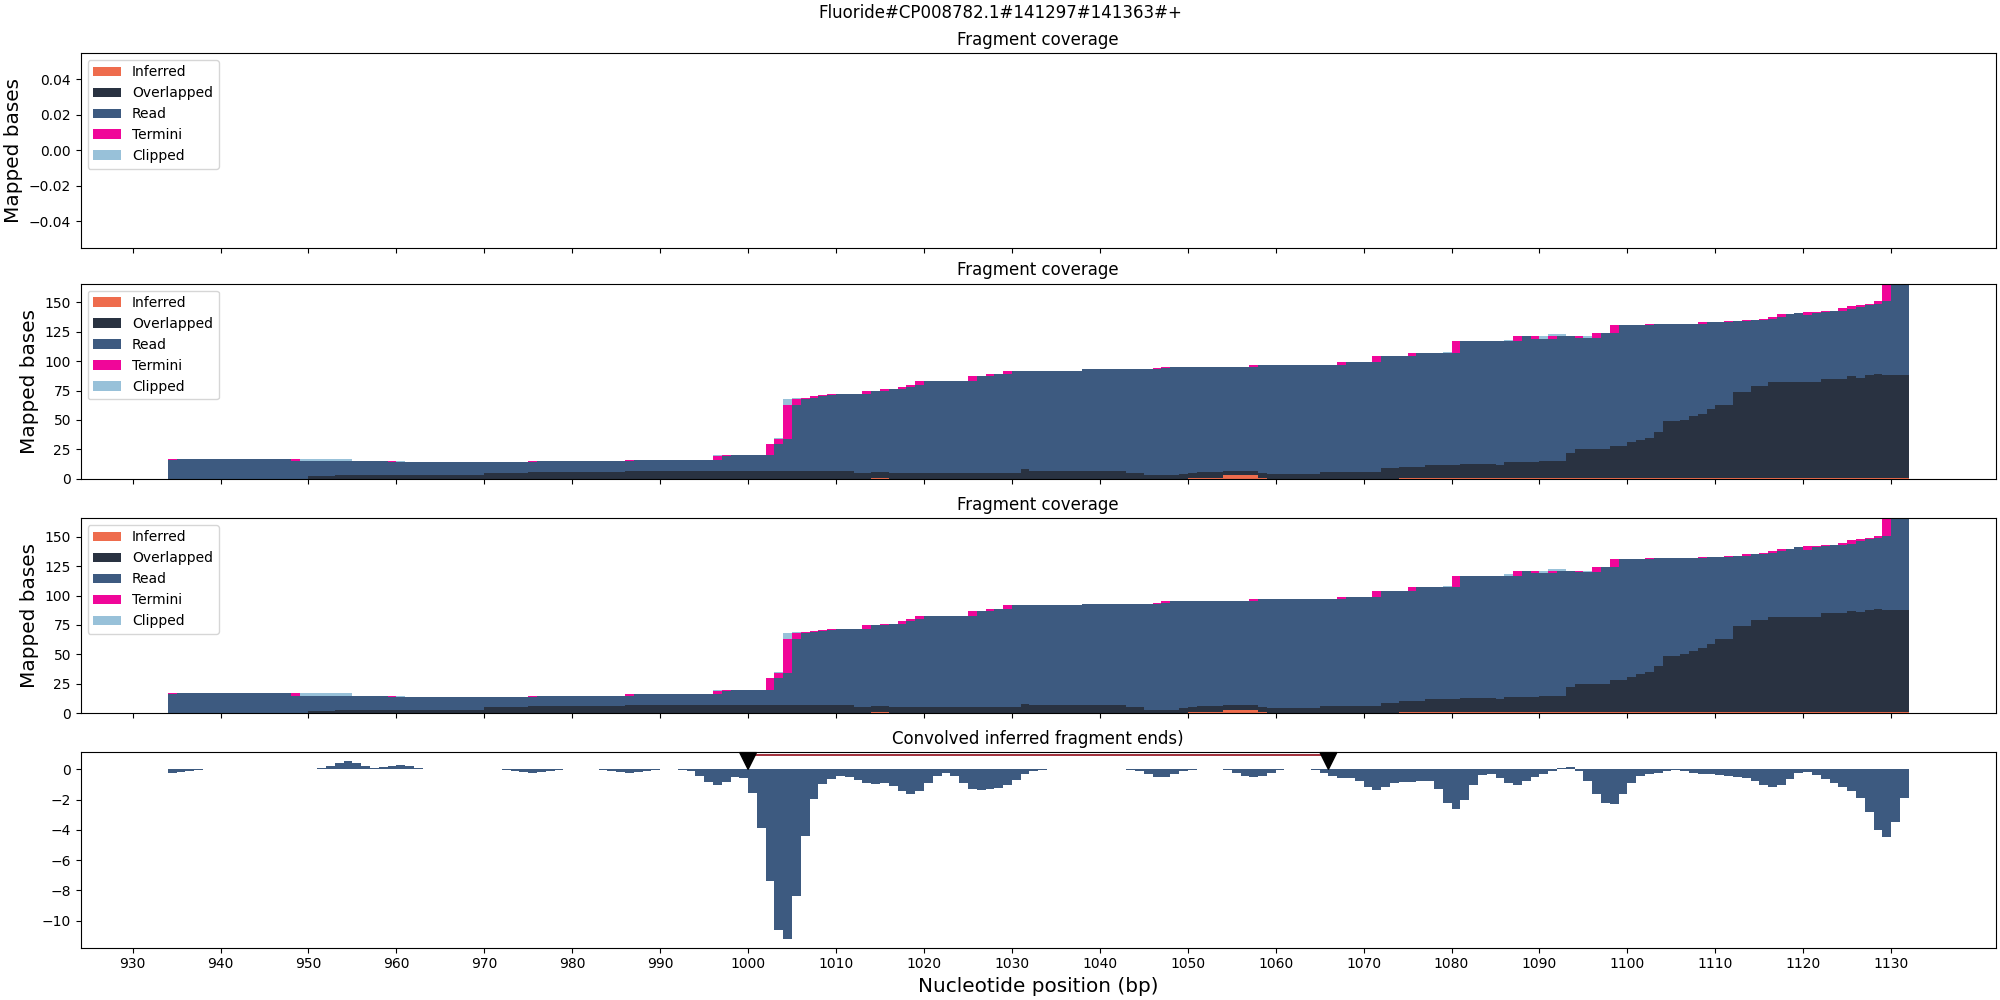 Fluoride#CP008782.1#141297#141363#+
Fragment coverage
Mapped bases
0.04
0.02
0.00
−0.02
−0.04
Inferred
Overlapped
Read
Termini
Clipped
Fragment coverage
Mapped bases
150
125
100
75
50
25
0
Inferred
Overlapped
Read
Termini
Clipped
Fragment coverage
Mapped bases
150
125
100
75
50
25
0
Inferred
Overlapped
Read
Termini
Clipped
Convolved inferred fragment ends)
0
−2
−4
−6
−8
−10
930 940 950 960 970 980 990 1000 1010 1020 1030 1040 1050 1060 1070 1080 1090 1100 1110 1120 1130
Nucleotide position (bp)